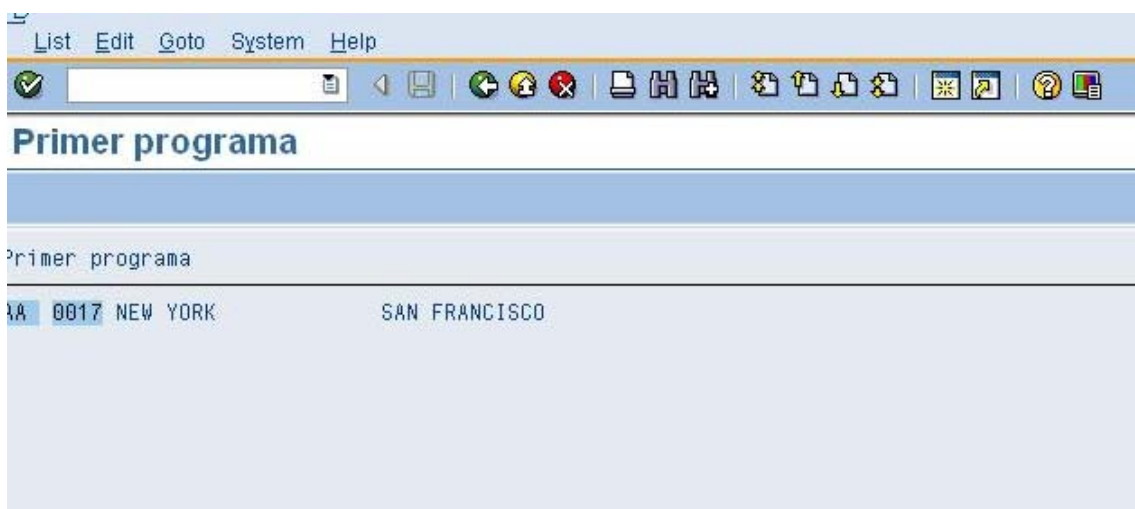 List Edit Goto System Help
Primer programa
Primer programa
AA 0017 NEW YORK SAN FRANCISCO